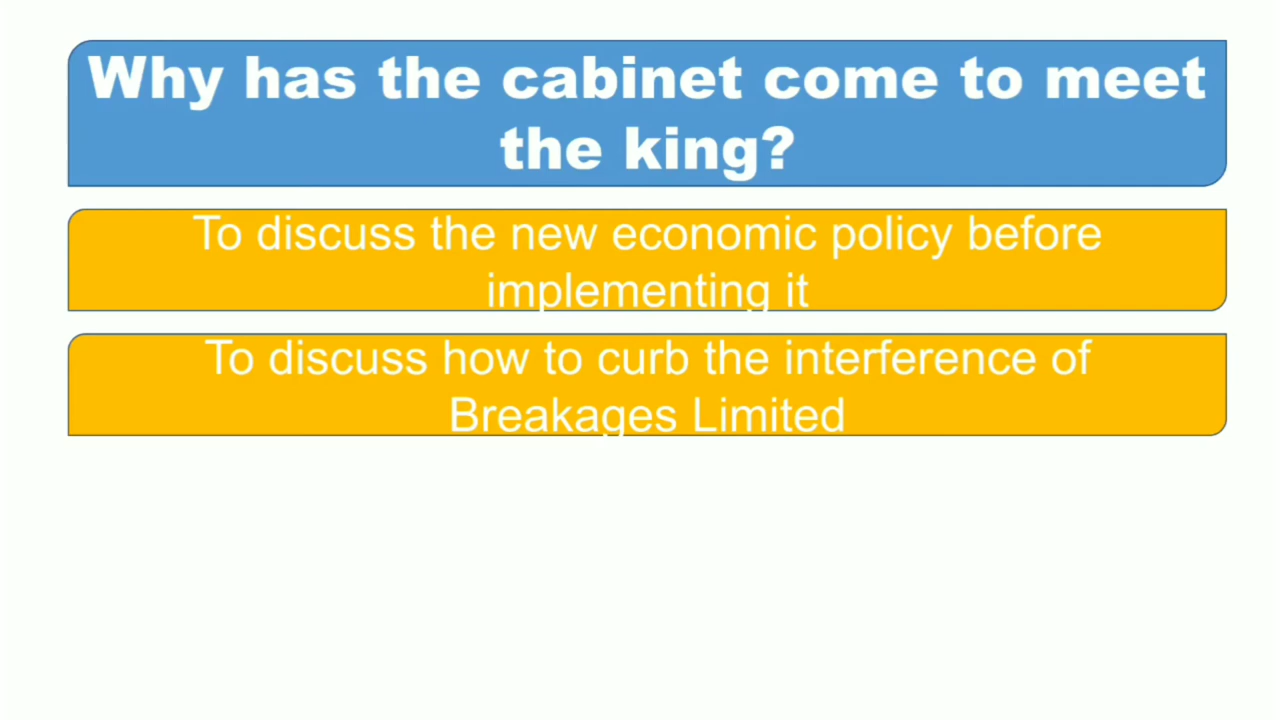 Why has the cabinet come to meet
the king?
To discuss the new economic policy before
implementing it
To discuss how to curb the interference of
Breakages Limited